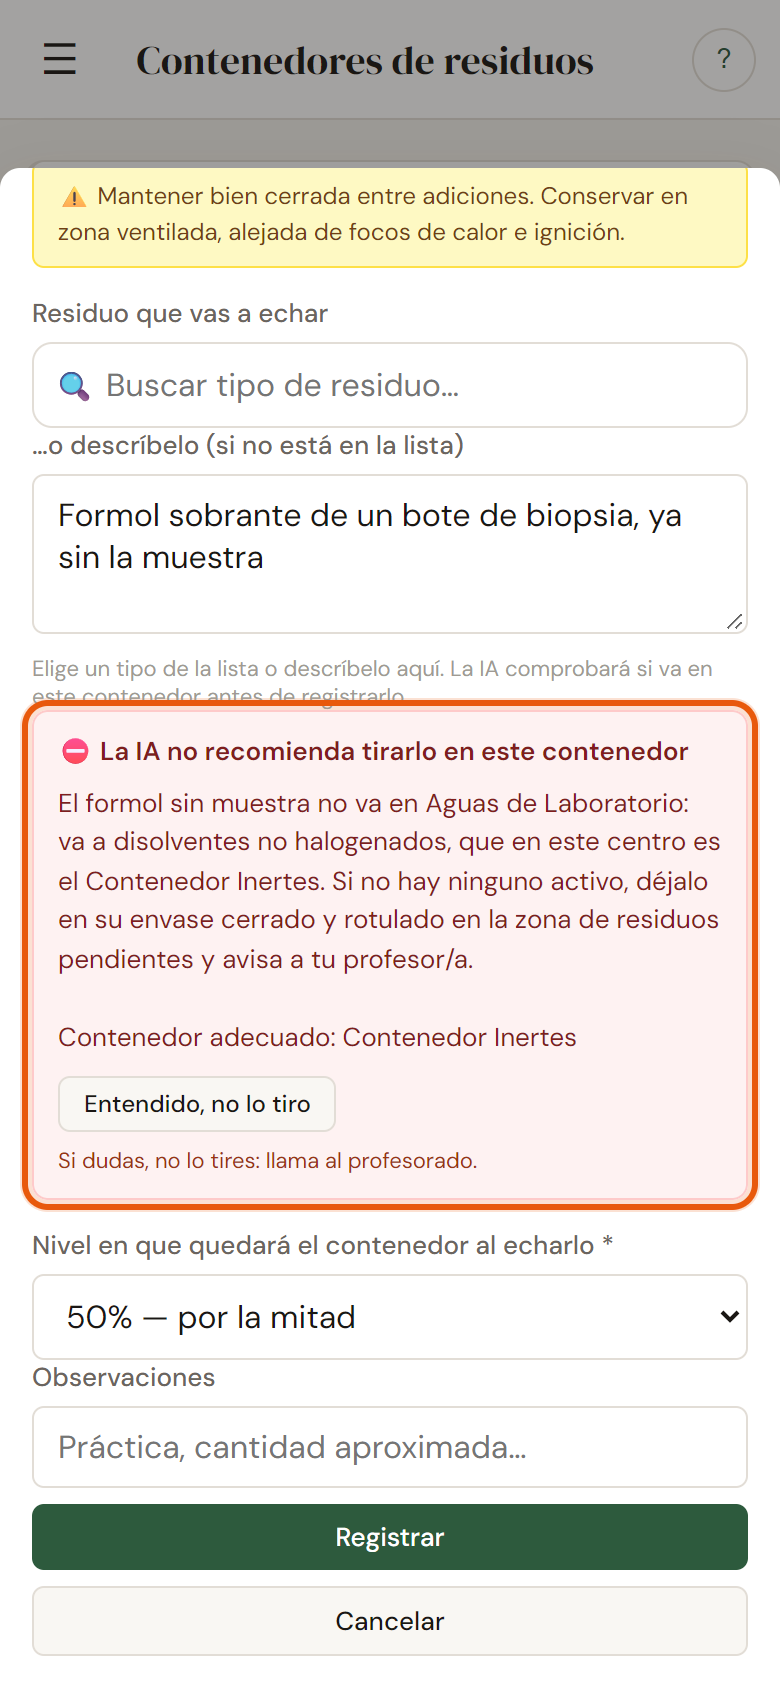 Contenedores de residuos
?
⚠️ Mantener bien cerrada entre adiciones. Conservar en
zona ventilada, alejada de focos de calor e ignición.
Residuo que vas a echar
Buscar tipo de residuo...
...o descríbelo (si no está en la lista)
Formol sobrante de un bote de biopsia, ya
sin la muestra
Elige un tipo de la lista o descríbelo aquí. La IA comprobará si va en
este contenedor antes de registrarlo.
La IA no recomienda tirarlo en este contenedor
El formol sin muestra no va en Aguas de Laboratorio:
va a disolventes no halogenados, que en este centro es
el Contenedor Inertes. Si no hay ninguno activo, déjalo
en su envase cerrado y rotulado en la zona de residuos
pendientes y avisa a tu profesor/a.
Contenedor adecuado: Contenedor Inertes
Entendido, no lo tiro
Si dudas, no lo tires: llama al profesorado.
Nivel en que quedará el contenedor al echarlo *
50% — por la mitad
Observaciones
Práctica, cantidad aproximada...
Registrar
Cancelar